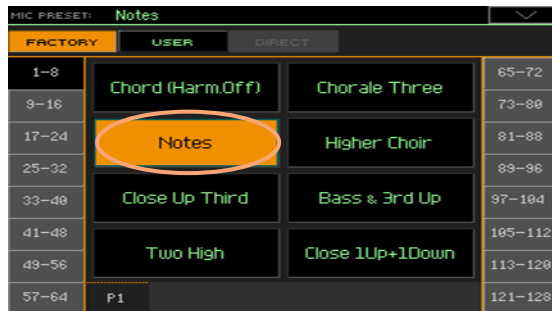 MIC PRESET: Notes
FACTORY USER DIRECT
1-8
9-16
17-24
25-32
33-40
41-48
49-56
57-64
Chord (Harm.Off) Chorale Three
Notes Higher Choir
Close Up Third Bass & 3rd Up
Two High Close 1Up+1Down
P1
65-72
73-80
81-88
89-96
97-104
105-112
113-120
121-128